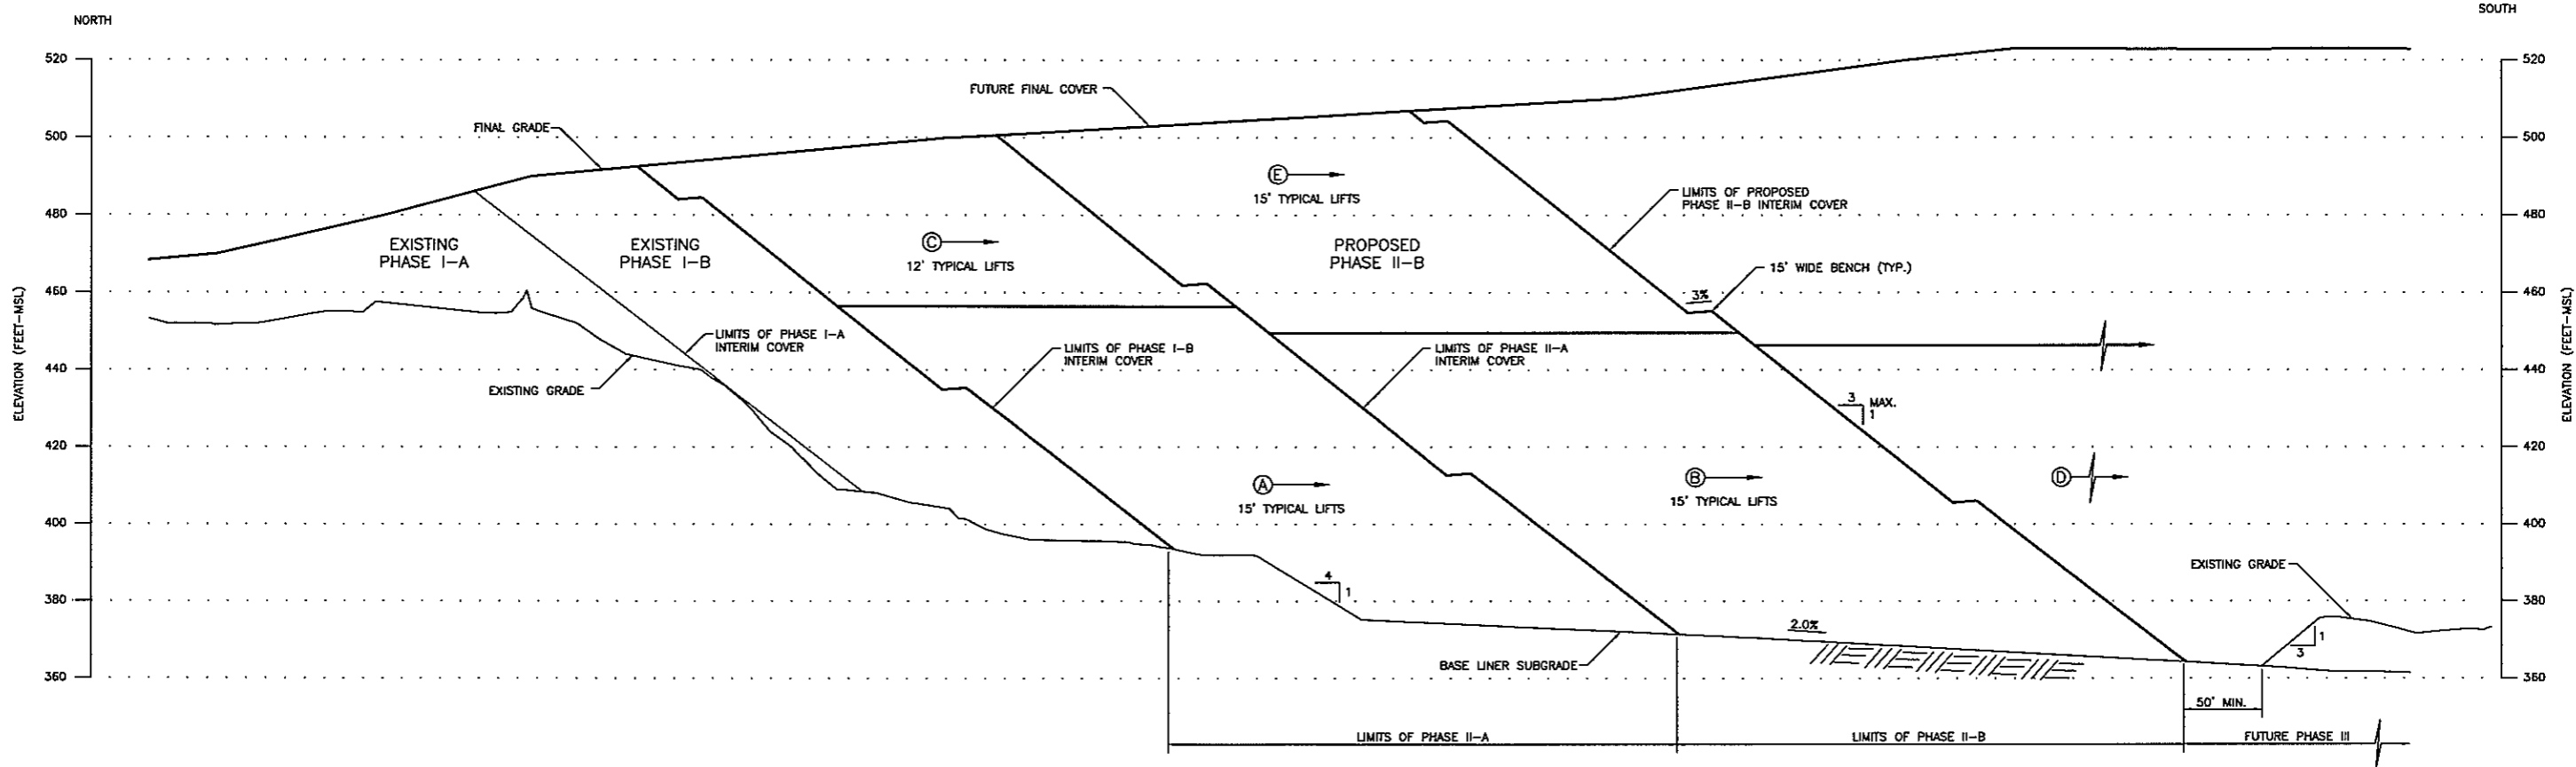 NORTH
SOUTH
520
520
FUTURE FINAL COVER
FINAL GRADE
500
500
E
15' TYPICAL LIFTS
LIMITS OF PROPOSED
PHASE II-B INTERIM COVER
480
480
EXISTING
PHASE I-A
EXISTING
PHASE I-B
C
12' TYPICAL LIFTS
PROPOSED
PHASE II-B
15' WIDE BENCH (TYP.)
3%
460
460
ELEVATION (FEET-MSL)
ELEVATION (FEET-MSL)
LIMITS OF PHASE I-A
INTERIM COVER
LIMITS OF PHASE I-B
INTERIM COVER
LIMITS OF PHASE II-A
INTERIM COVER
440
440
EXISTING GRADE
3
MAX.
1
420
420
A
15' TYPICAL LIFTS
B
15' TYPICAL LIFTS
D
400
400
EXISTING GRADE
4
1
380
380
2.0%
1
3
BASE LINER SUBGRADE
360
360
50' MIN.
LIMITS OF PHASE II-A
LIMITS OF PHASE II-B
FUTURE PHASE III